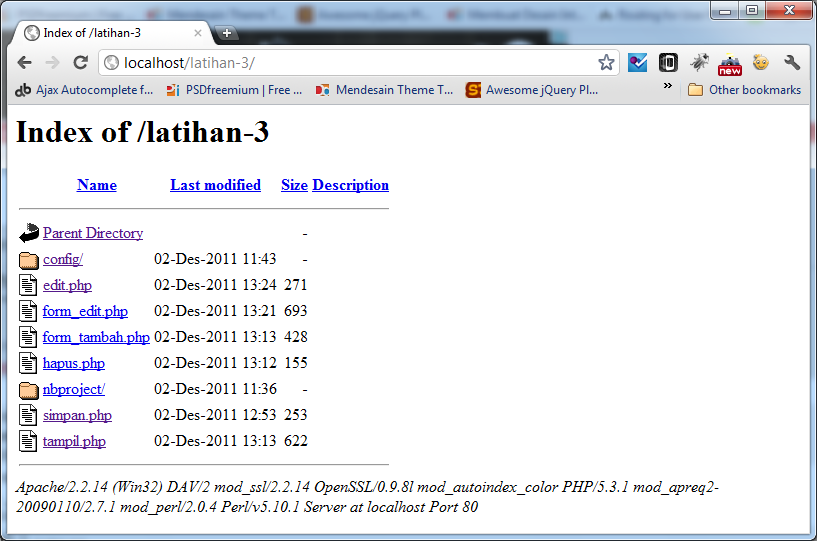 Index of /latihan-3
localhost/latihan-3/
new
Ajax Autocomplete f... PSDfreemium | Free ... Mendesain Theme T... Awesome jQuery Pl... » Other bookmarks
Index of /latihan-3
Name Last modified Size Description
Parent Directory -
config/ 02-Des-2011 11:43 -
edit.php 02-Des-2011 13:24 271
form_edit.php 02-Des-2011 13:21 693
form_tambah.php 02-Des-2011 13:13 428
hapus.php 02-Des-2011 13:12 155
nbproject/ 02-Des-2011 11:36 -
simpan.php 02-Des-2011 12:53 253
tampil.php 02-Des-2011 13:13 622
Apache/2.2.14 (Win32) DAV/2 mod_ssl/2.2.14 OpenSSL/0.9.8l mod_autoindex_color PHP/5.3.1 mod_apreq2-
20090110/2.7.1 mod_perl/2.0.4 Perl/v5.10.1 Server at localhost Port 80